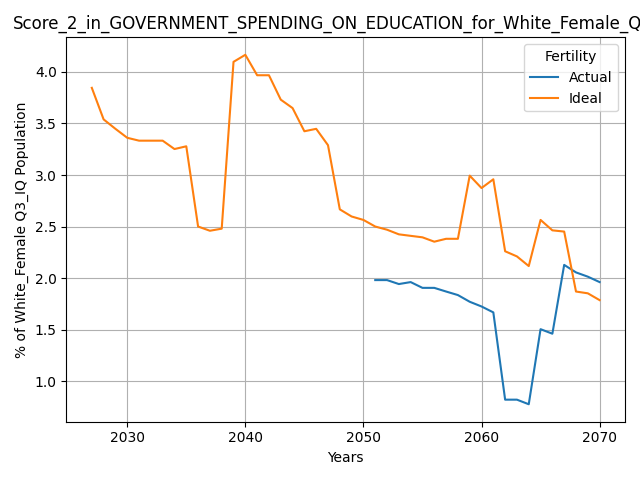 Score_2_in_GOVERNMENT_SPENDING_ON_EDUCATION_for_White_Female_Q
Fertility
Actual
Ideal
% of White_Female Q3_IQ Population
4.0
3.5
3.0
2.5
2.0
1.5
1.0
2030 2040 2050 2060 2070
Years